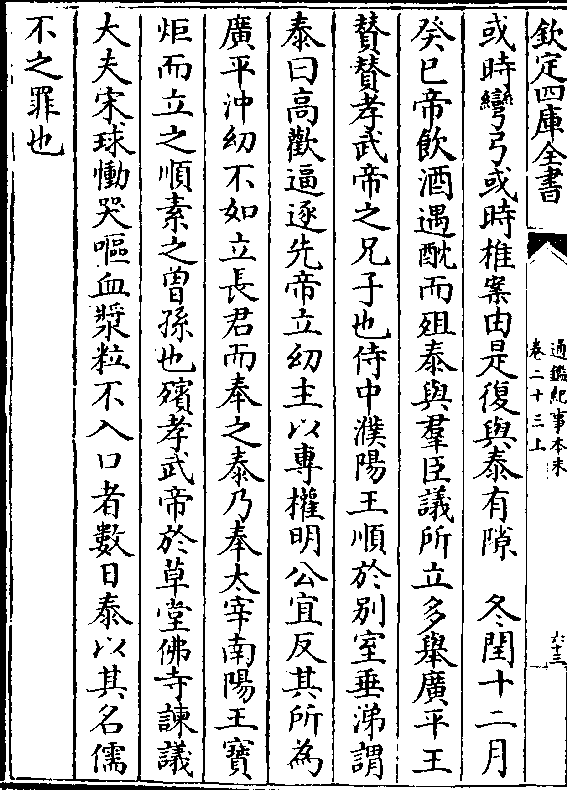 欽定四庫全書
通鑑紀事本末
卷二十三上
六十三
或時彎弓或時椎案由是復與泰有隙　冬閏十二月
癸巳帝飲酒遇酖而殂泰與羣臣議所立多舉廣平王
贊贊孝武帝之兄子也侍中濮陽王順於别室垂涕謂
泰曰高歡逼逐先帝立幼主以專權明公宜反其所為
廣平沖幼不如立長君而奉之泰乃奉太宰南陽王寶
炬而立之順素之曾孫也殯孝武帝於草堂佛寺諫議
大夫宋球慟哭嘔血漿粒不入口者數日泰以其名儒
不之罪也